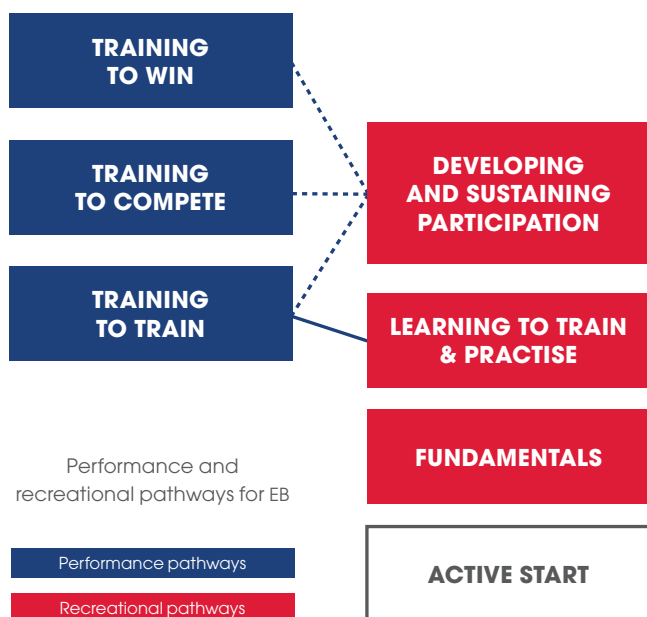 TRAINING
TO WIN
TRAINING
TO COMPETE
TRAINING
TO TRAIN
DEVELOPING
AND SUSTAINING
PARTICIPATION
LEARNING TO TRAIN
& PRACTISE
FUNDAMENTALS
ACTIVE START
Performance and
recreational pathways for EB
Performance pathways
Recreational pathways